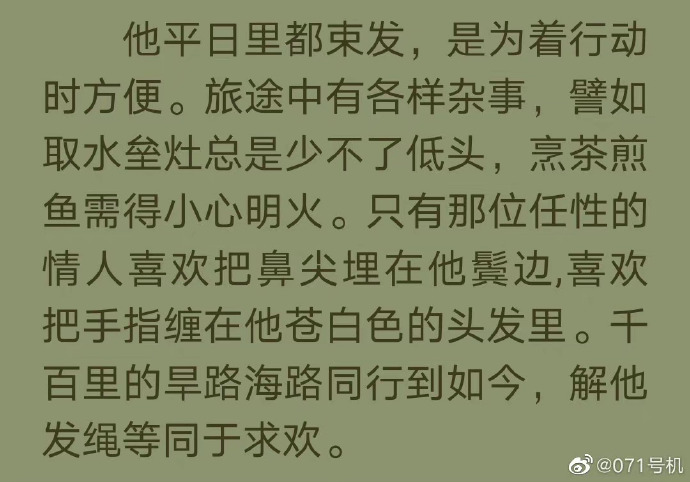 他平日里都束发，是为着行动
时方便。旅途中有各样杂事，譬如
取水垒灶总是少不了低头，烹茶煎
鱼需得小心明火。只有那位任性的
情人喜欢把鼻尖埋在他鬓边,喜欢
把手指缠在他苍白色的头发里。千
百里的旱路海路同行到如今，解他
发绳等同于求欢。
@071号机